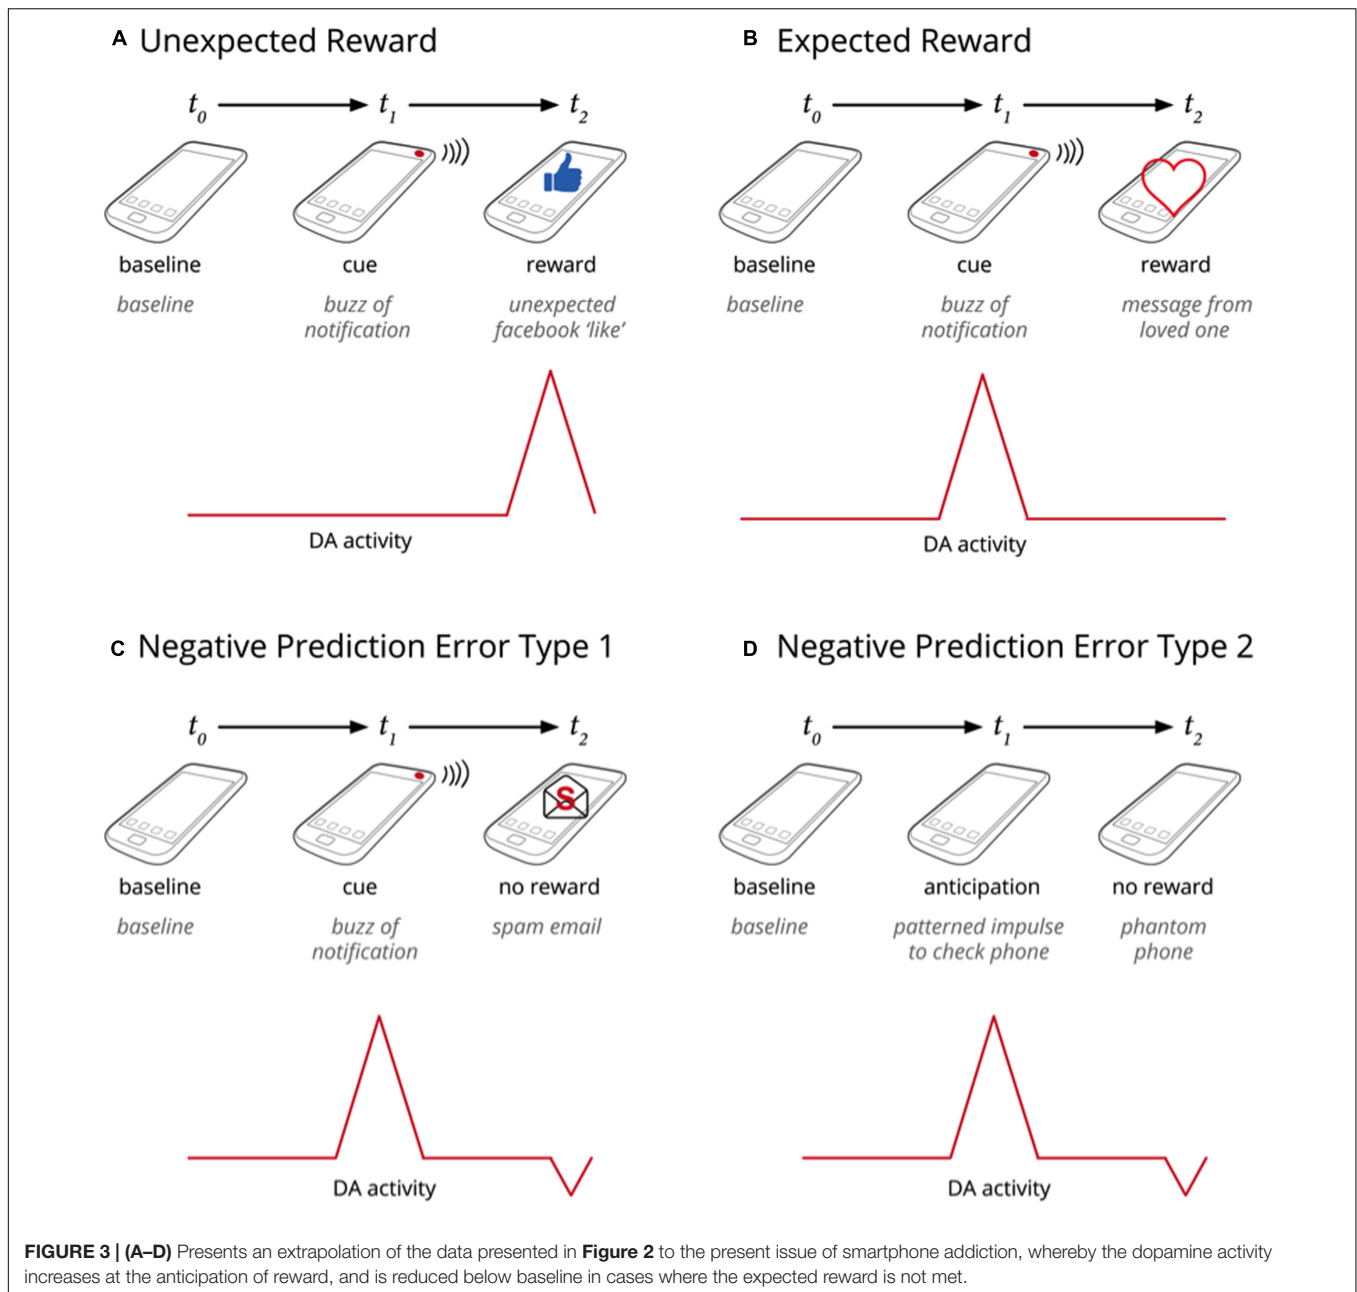 A Unexpected Reward
t0 t1 t2
baseline cue reward
baseline buzz of notification unexpected facebook 'like'
DA activity
B Expected Reward
t0 t1 t2
baseline cue reward
baseline buzz of notification message from loved one
DA activity
C Negative Prediction Error Type 1
t0 t1 t2
S
baseline cue no reward
baseline buzz of notification spam email
DA activity
D Negative Prediction Error Type 2
t0 t1 t2
baseline anticipation no reward
baseline patterned impulse to check phone phantom phone
DA activity
FIGURE 3 | (A–D) Presents an extrapolation of the data presented in Figure 2 to the present issue of smartphone addiction, whereby the dopamine activity
increases at the anticipation of reward, and is reduced below baseline in cases where the expected reward is not met.